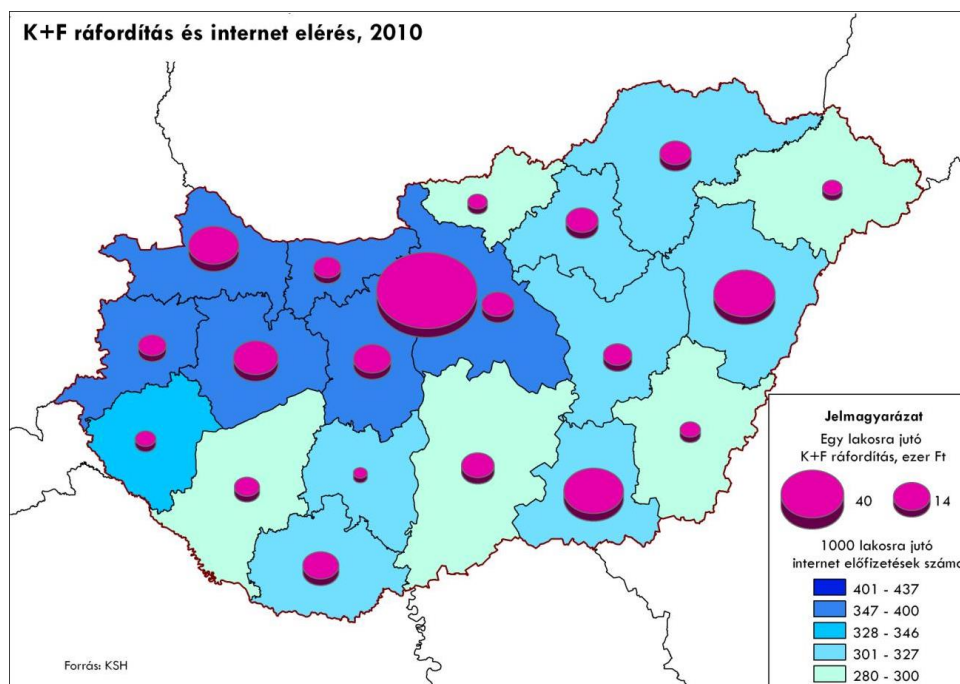 K+F ráfordítás és internet elérés, 2010
Jelmagyarázat
Egy lakosra jutó
K+F ráfordítás, ezer Ft
40
14
1000 lakosra jutó
internet előfizetések száma
401 - 437
347 - 400
328 - 346
301 - 327
280 - 300
Forrás: KSH